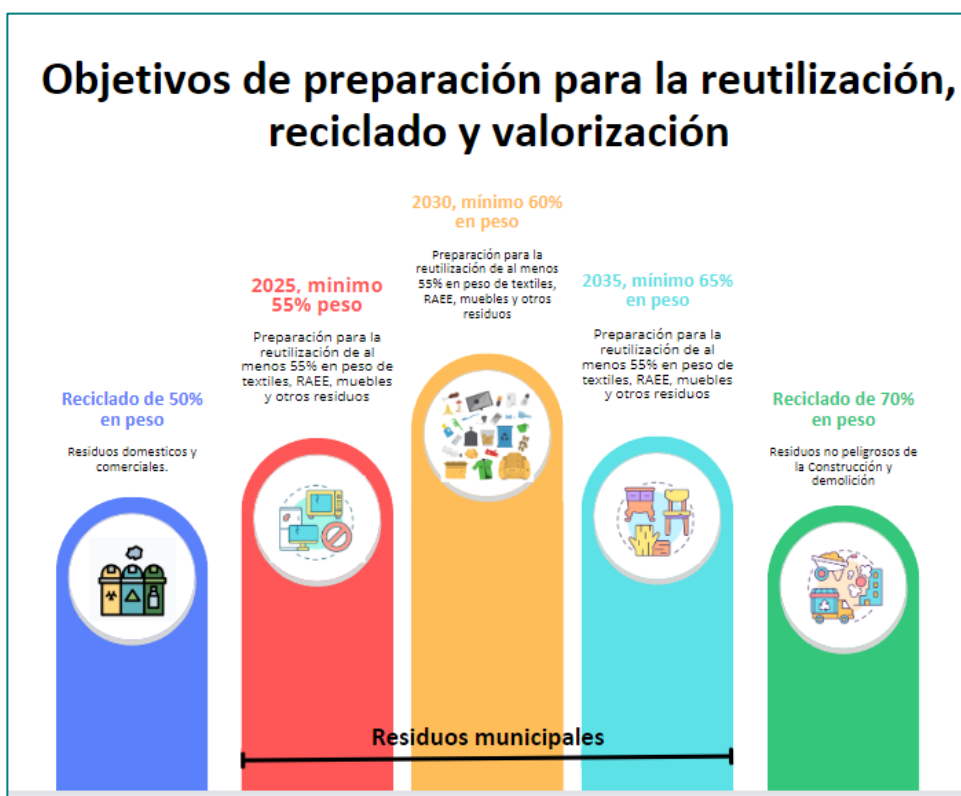 Objetivos de preparación para la reutilización,
reciclado y valorización
Reciclado de 50%
en peso
Residuos domesticos y
comerciales.
2025, minimo
55% peso
Preparación para la
reutilización de al
menos 55% en peso de
textiles, RAEE, muebles
y otros residuos
2030, mínimo 60%
en peso
Preparación para la
reutilización de al menos
55% en peso de textiles,
RAEE, muebles y otros
residuos
2035, mínimo 65%
en peso
Preparación para la
reutilización de al
menos 55% en peso de
textiles, RAEE, muebles
y otros residuos
Reciclado de 70%
en peso
Residuos no peligrosos de
la Construcción y
demolición
Residuos municipales